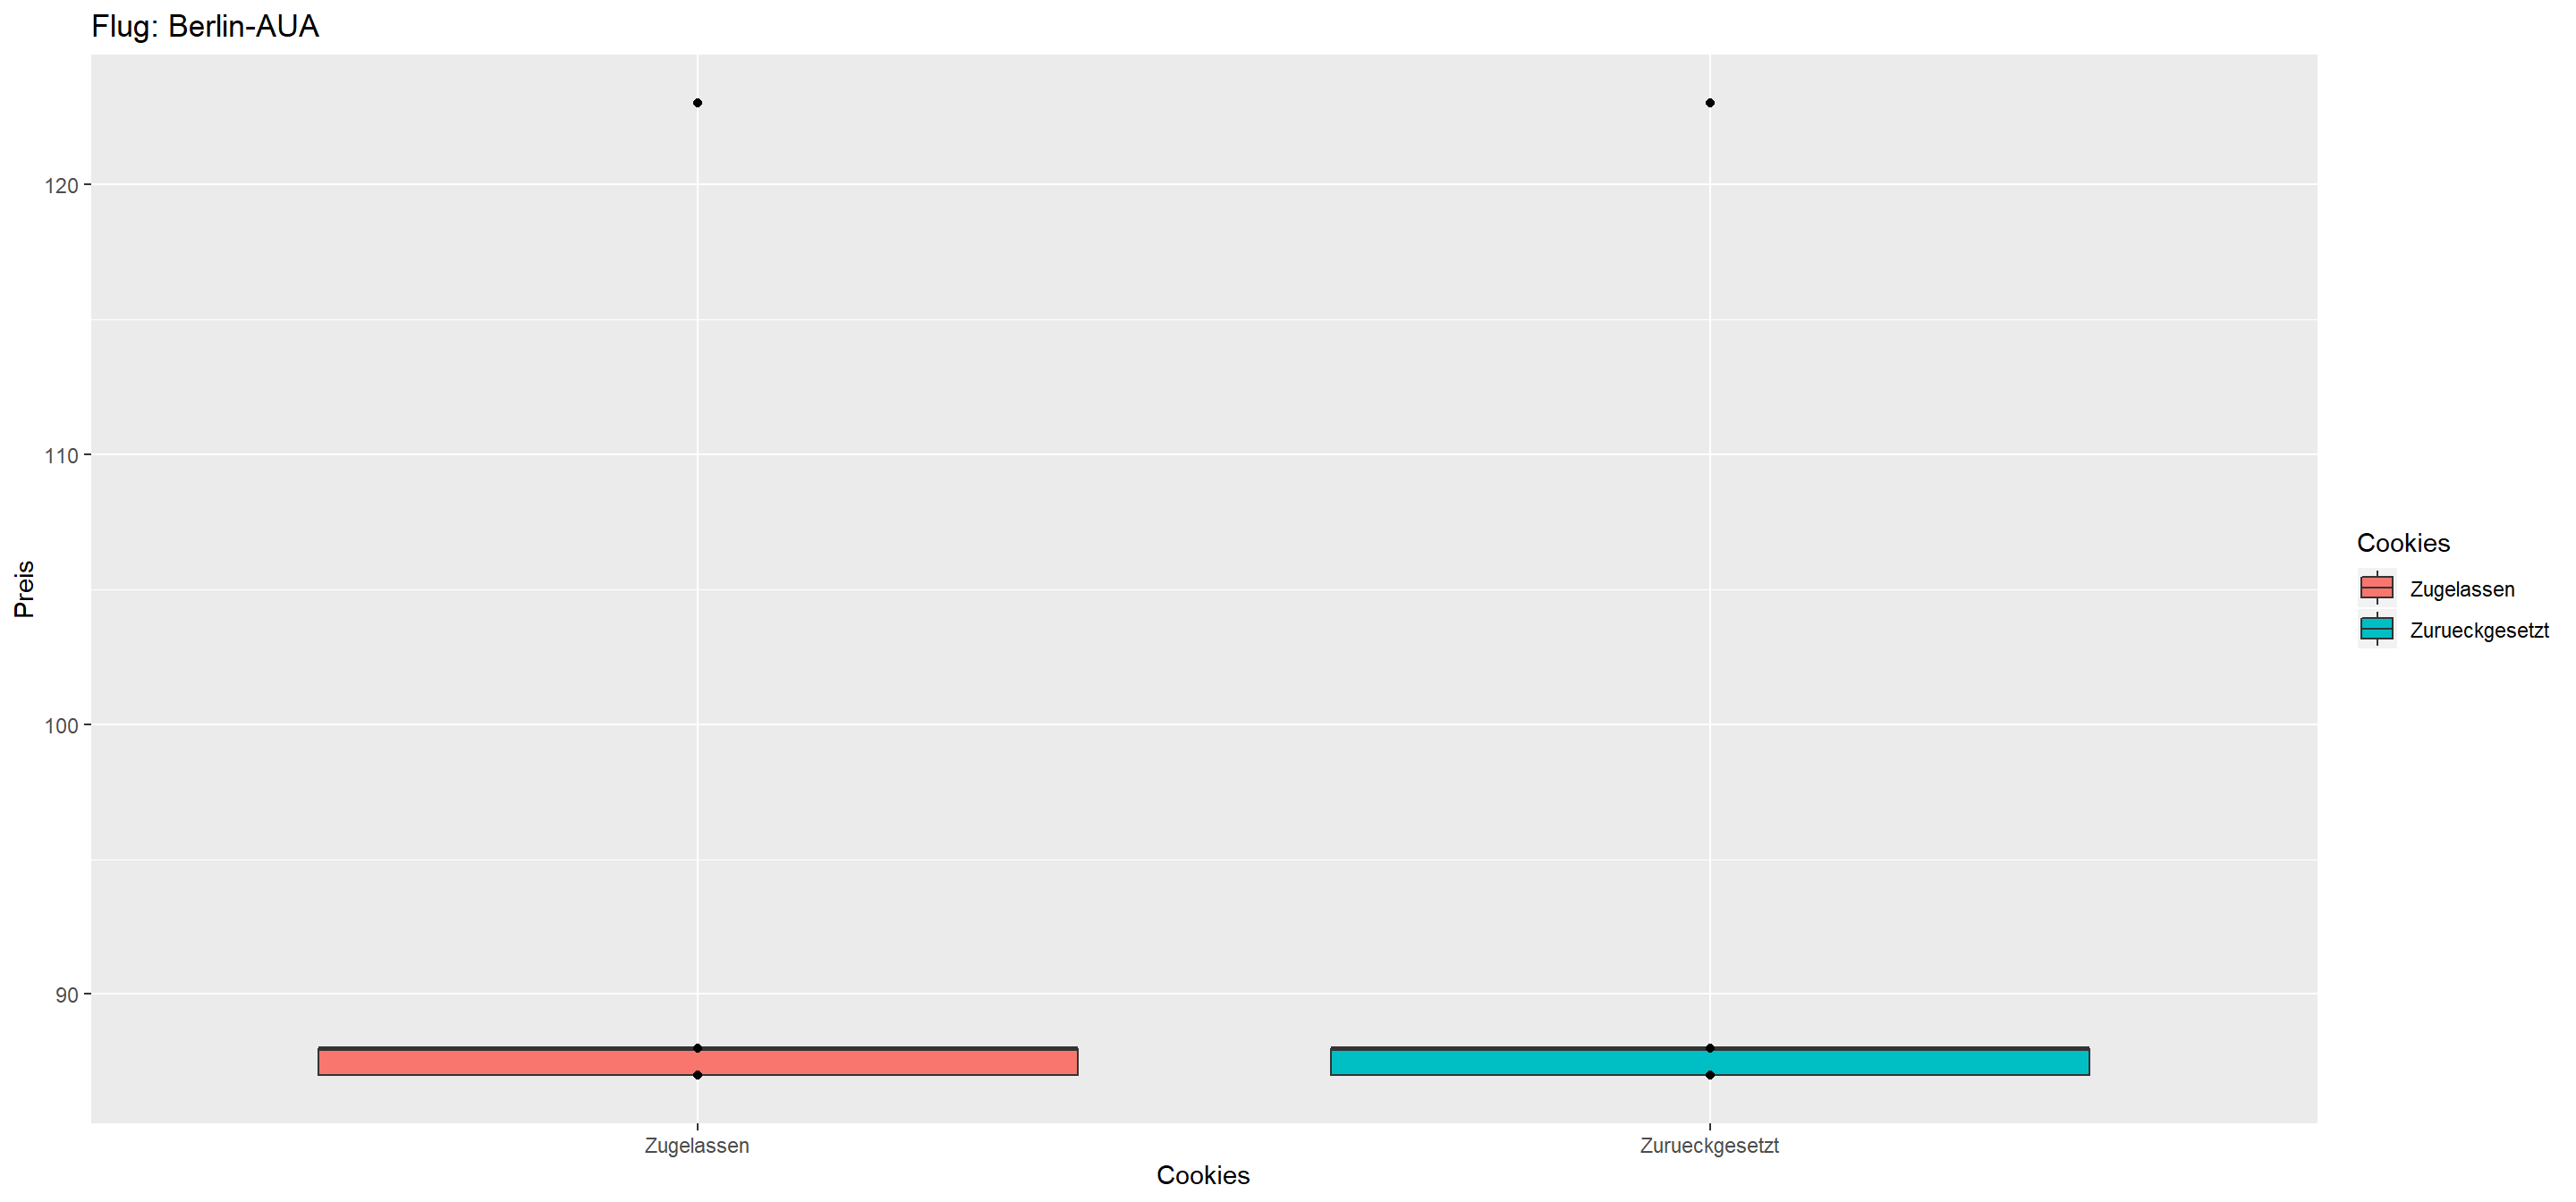 Flug: Berlin-AUA
120
110
100
90
Preis
Zugelassen
Zurueckgesetzt
Cookies
Cookies
Zugelassen
Zurueckgesetzt